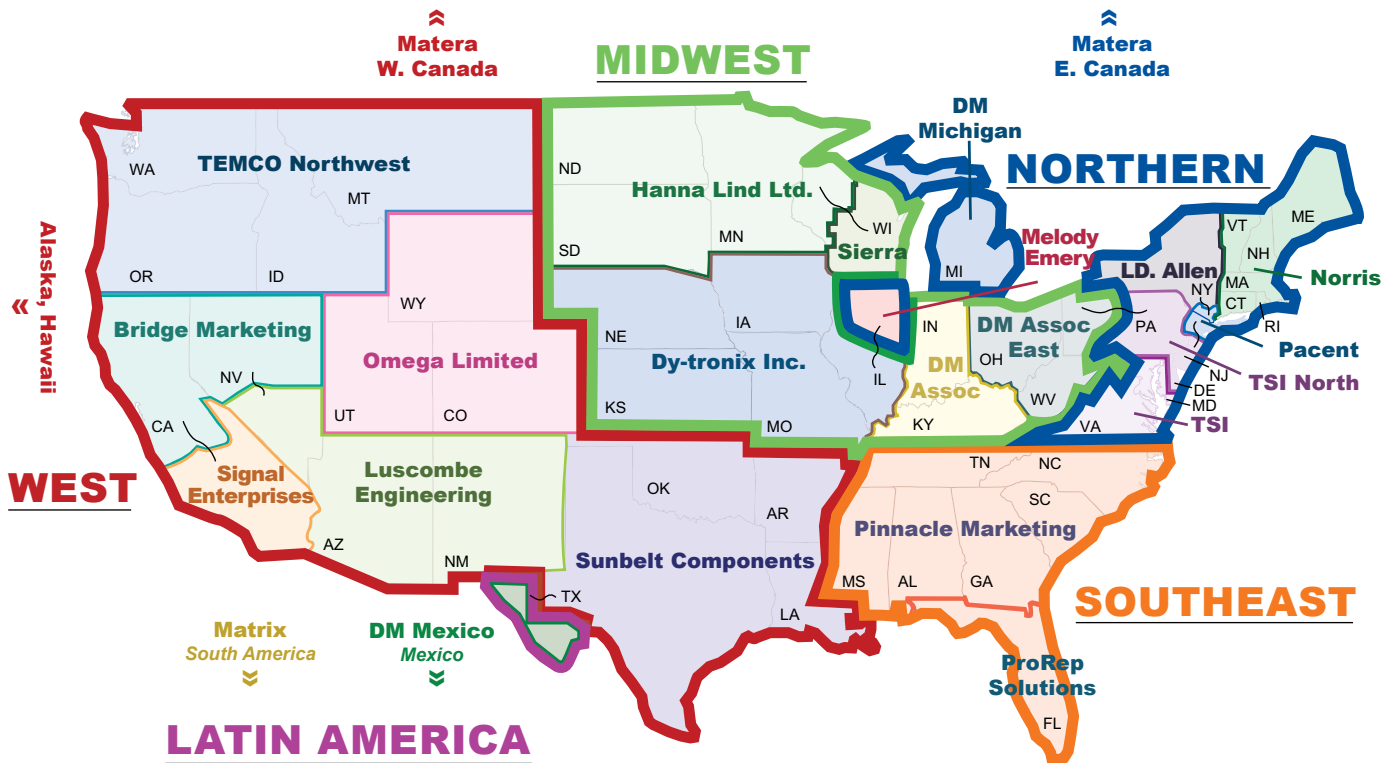 Matera
W. Canada
Matera
E. Canada
MIDWEST
DM
Michigan
NORTHERN
WA
TEMCO Northwest
MT
OR
ID
ND
Hanna Lind Ltd.
SD
MN
WI
Sierra
MI
Melody
Emery
VT
ME
NH
LD. Allen
NY
MA
CT
Norris
RI
Alaska, Hawaii
«
WY
Bridge Marketing
NV
CA
Omega Limited
UT
CO
NE
IA
Dy-tronix Inc.
KS
MO
IL
IN
DM Assoc
East
OH
DM
Assoc
WV
KY
PA
Pacent
NJ
TSI North
DE
MD
TSI
VA
WEST
Signal
Enterprises
Luscombe
Engineering
AZ
NM
OK
AR
Sunbelt Components
TX
LA
TN
NC
SC
Pinnacle Marketing
MS
AL
GA
SOUTHEAST
ProRep
Solutions
FL
Matrix
South America
DM Mexico
Mexico
LATIN AMERICA